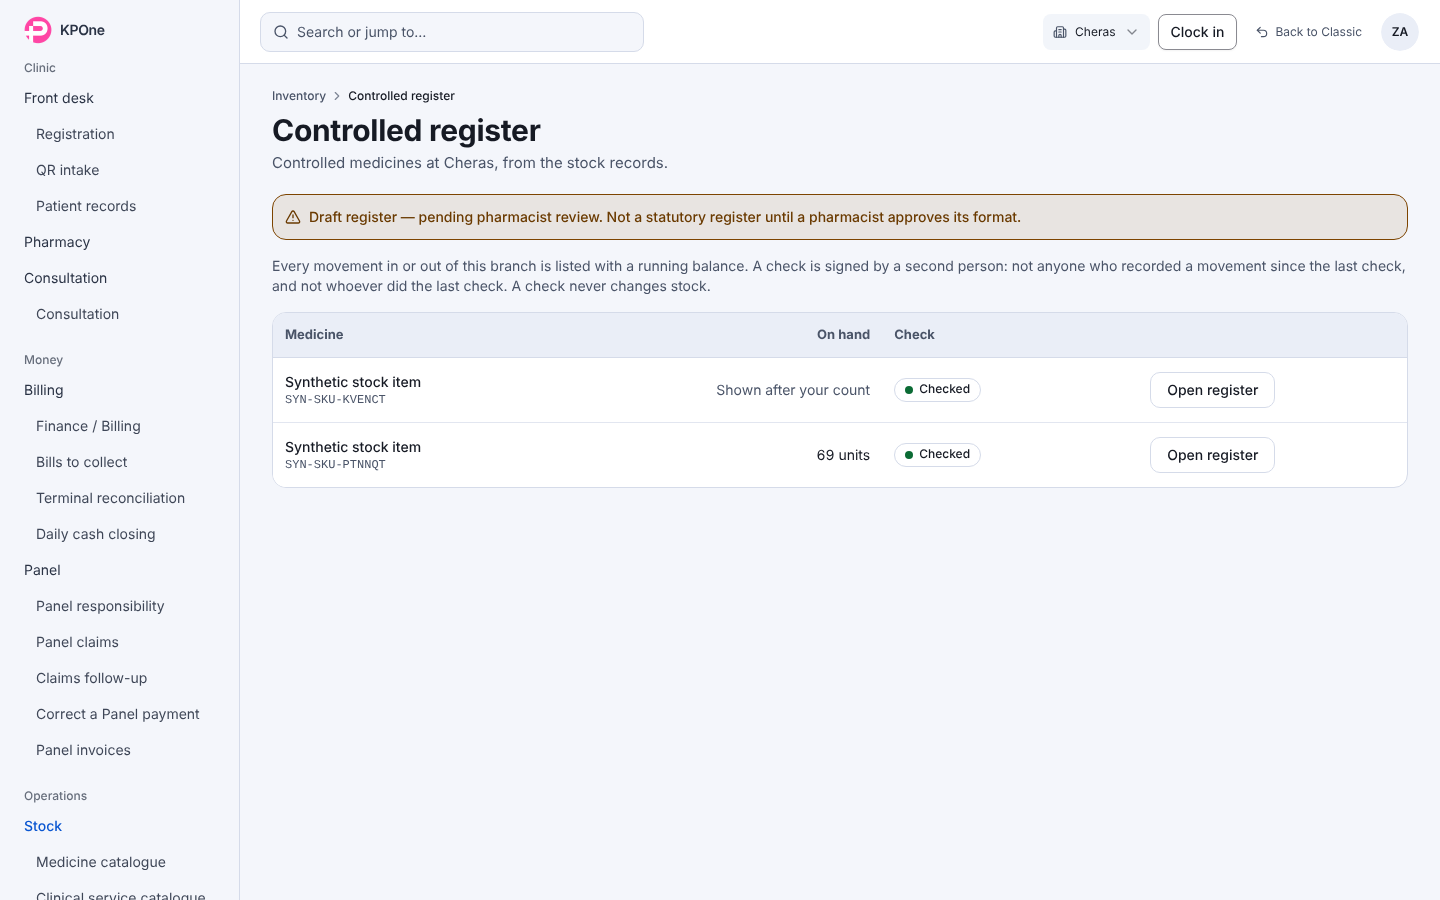 KPOne
Search or jump to...
Cheras
Clock in
Back to Classic
ZA
Clinic
Front desk
Registration
QR intake
Patient records
Pharmacy
Consultation
Consultation
Money
Billing
Finance / Billing
Bills to collect
Terminal reconciliation
Daily cash closing
Panel
Panel responsibility
Panel claims
Claims follow-up
Correct a Panel payment
Panel invoices
Operations
Stock
Medicine catalogue
Clinical service catalogue
Inventory > Controlled register
Controlled register
Controlled medicines at Cheras, from the stock records.
Draft register — pending pharmacist review. Not a statutory register until a pharmacist approves its format.
Every movement in or out of this branch is listed with a running balance. A check is signed by a second person: not anyone who recorded a movement since the last check,
and not whoever did the last check. A check never changes stock.
Medicine On hand Check
Synthetic stock item
SYN-SKU-KVENCT
Shown after your count
Checked
Open register
Synthetic stock item
SYN-SKU-PTNNQT
69 units
Checked
Open register